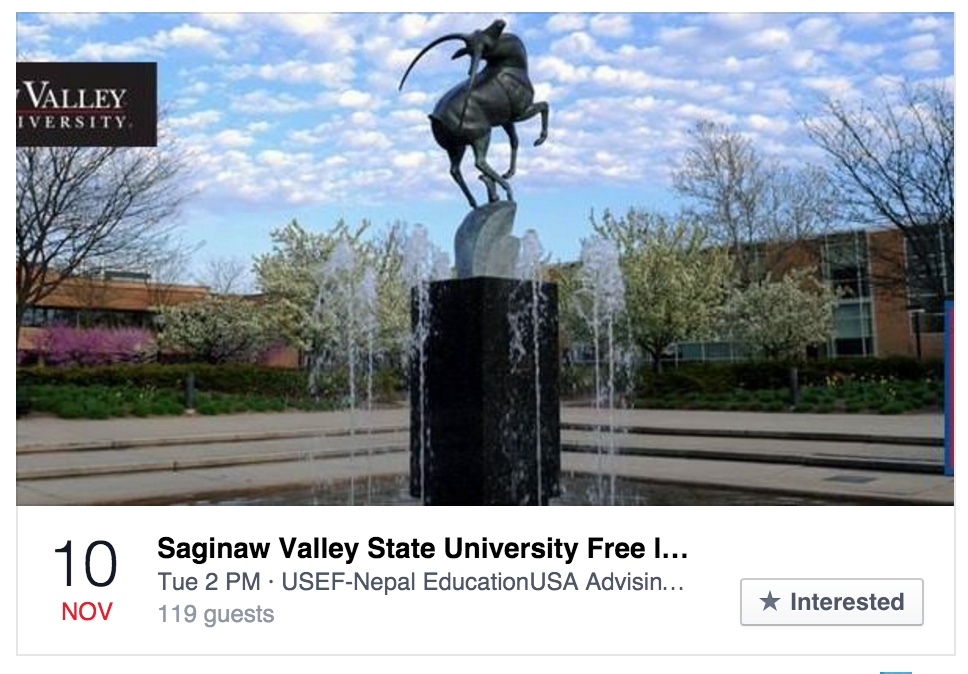 VALLEY
IVERSITY.
10
NOV
Saginaw Valley State University Free I...
Tue 2 PM · USEF-Nepal EducationUSA Advisin...
119 guests
★ Interested